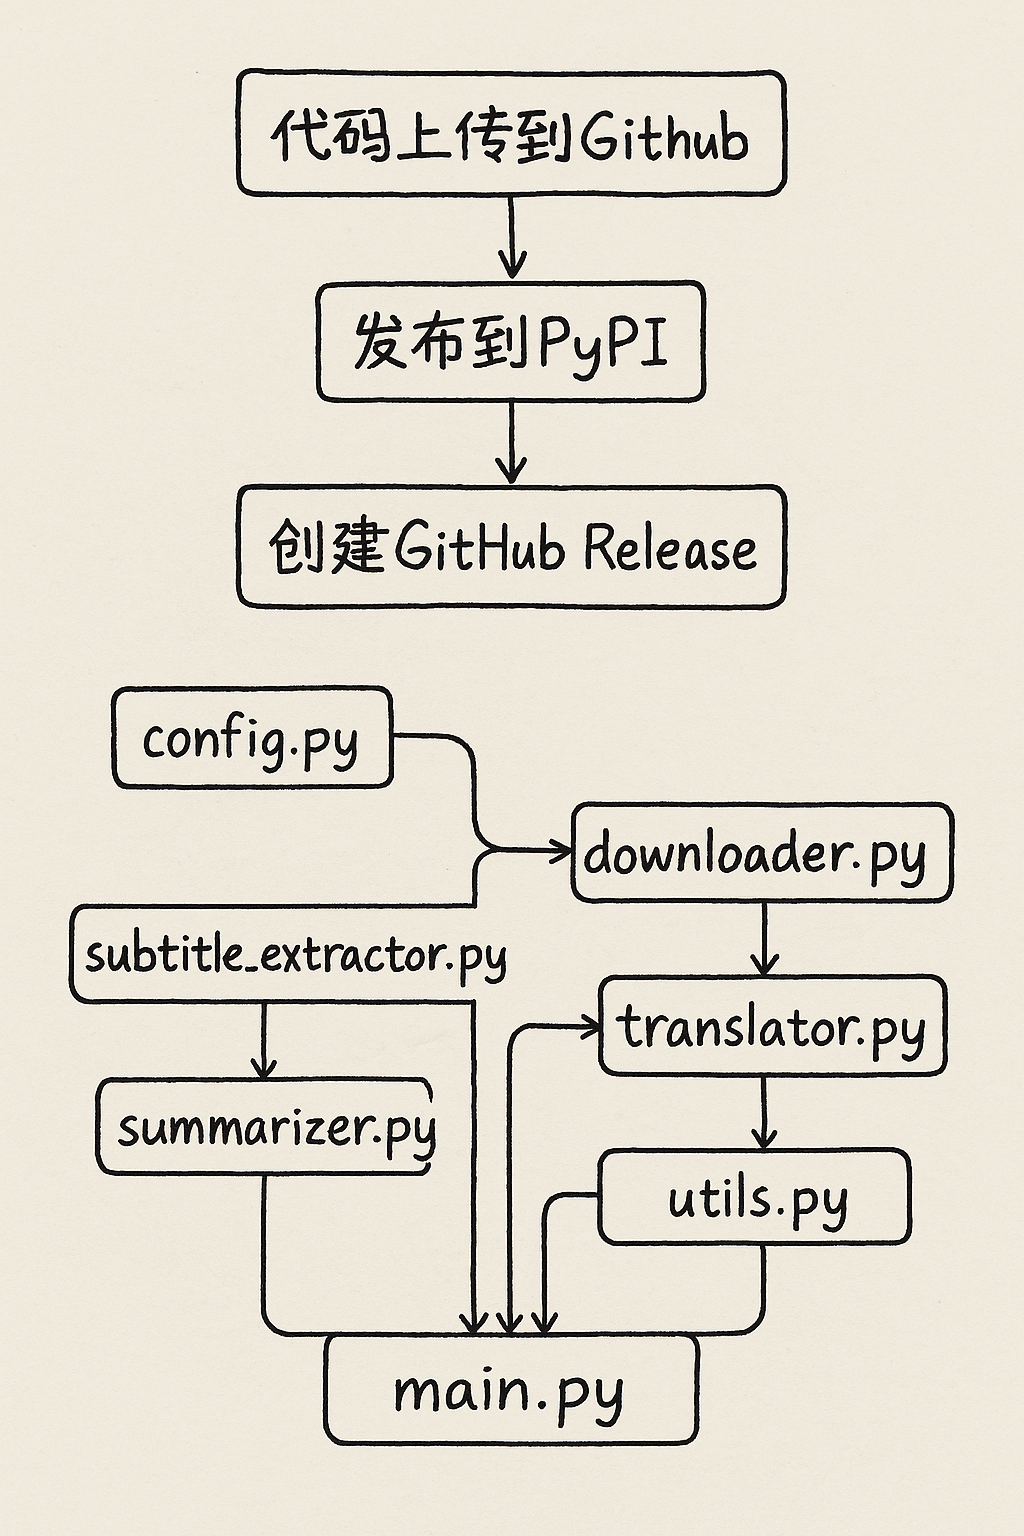 代码上传到Github
发布到PyPI
创建GitHub Release
config.py
downloader.py
subtitle_extractor.py
translator.py
summarizer.py
utils.py
main.py